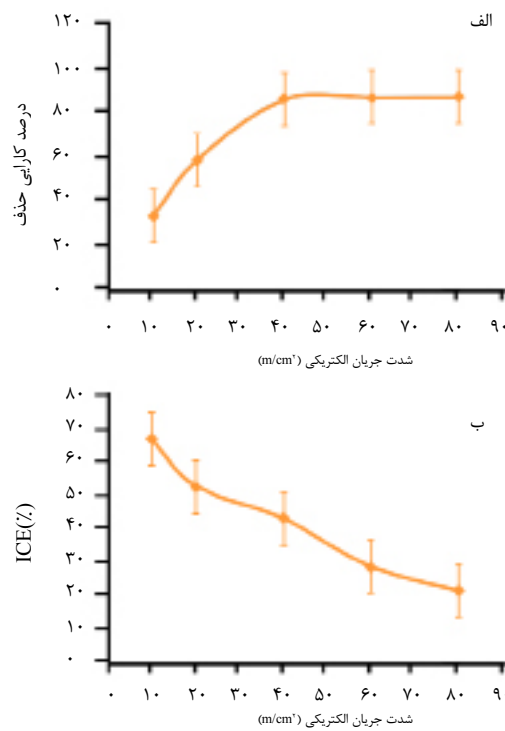 الف
۱۲۰
۱۰۰
۸۰
۶۰
۴۰
۲۰
۰
درصد کارایی حذف
۰ ۱۰ ۲۰ ۳۰ ۴۰ ۵۰ ۶۰ ۷۰ ۸۰ ۹۰
شدت جریان الکتریکی (m/cm²)
ب
۸۰
۷۰
۶۰
۵۰
۴۰
۳۰
۲۰
۱۰
۰
ICE(٪)
۰ ۱۰ ۲۰ ۳۰ ۴۰ ۵۰ ۶۰ ۷۰ ۸۰ ۹۰
شدت جریان الکتریکی (m/cm²)